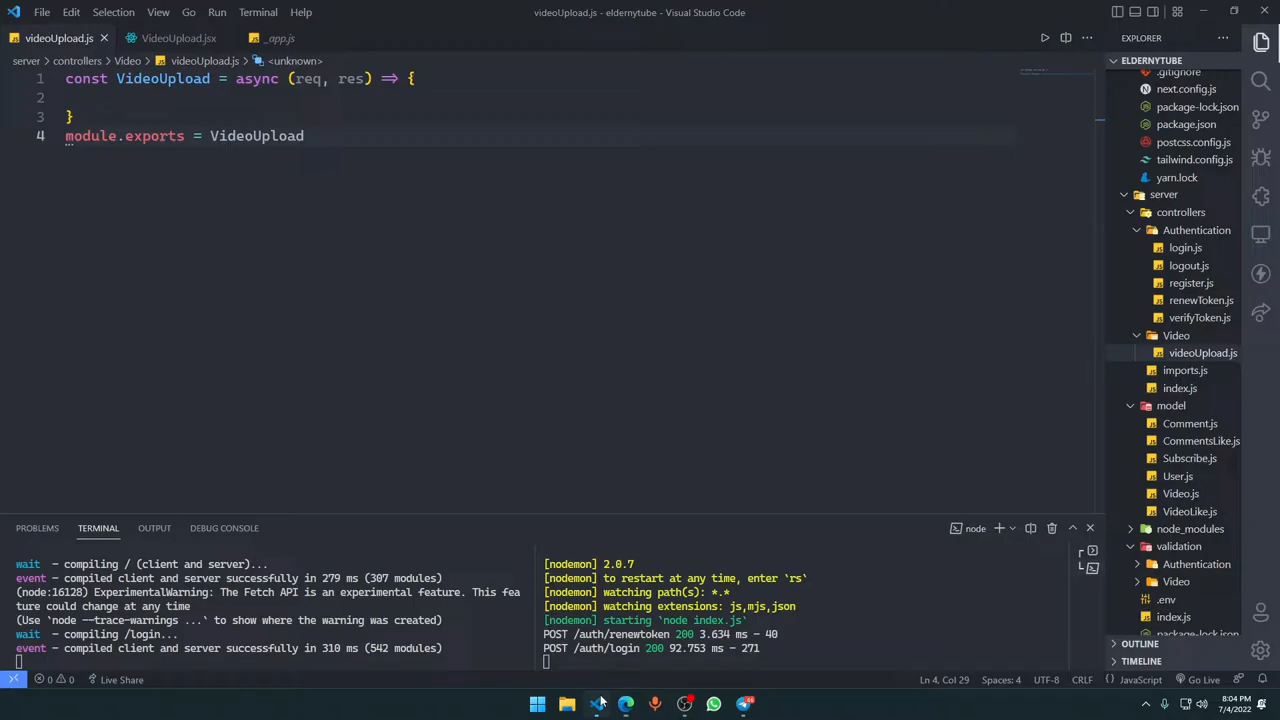 File Edit Selection View Go Run Terminal Help
videoUpload.js - eldernytube - Visual Studio Code
videoUpload.js VideoUpload.jsx _app.js
server controllers Video videoUpload.js <unknown>
1 const VideoUpload = async (req, res) => {
2
3 }
4 module.exports = VideoUpload
EXPLORER
ELDERNYTUBE
.gitignore
next.config.js
package-lock.json
package.json
postcss.config.js
tailwind.config.js
yarn.lock
server
controllers
Authentication
login.js
logout.js
register.js
renewToken.js
verifyToken.js
Video
videoUpload.js
imports.js
index.js
model
Comment.js
CommentsLike.js
Subscribe.js
User.js
Video.js
VideoLike.js
node_modules
validation
Authentication
Video
.env
index.js
package-lock.json
OUTLINE
TIMELINE
PROBLEMS TERMINAL OUTPUT DEBUG CONSOLE
node
wait - compiling / (client and server)...
event - compiled client and server successfully in 279 ms (307 modules)
(node:16128) ExperimentalWarning: The Fetch API is an experimental feature. This fea
ture could change at any time
(Use `node --trace-warnings ...` to show where the warning was created)
wait - compiling /login...
event - compiled client and server successfully in 310 ms (542 modules)
[nodemon] 2.0.7
[nodemon] to restart at any time, enter `rs`
[nodemon] watching path(s): *.*
[nodemon] watching extensions: js,mjs,json
[nodemon] starting `node index.js`
POST /auth/renewtoken 200 3.634 ms - 40
POST /auth/login 200 92.753 ms - 271
0 0 Live Share
Ln 4, Col 29 Spaces: 4 UTF-8 CRLF JavaScript Go Live
8:04 PM
7/4/2022